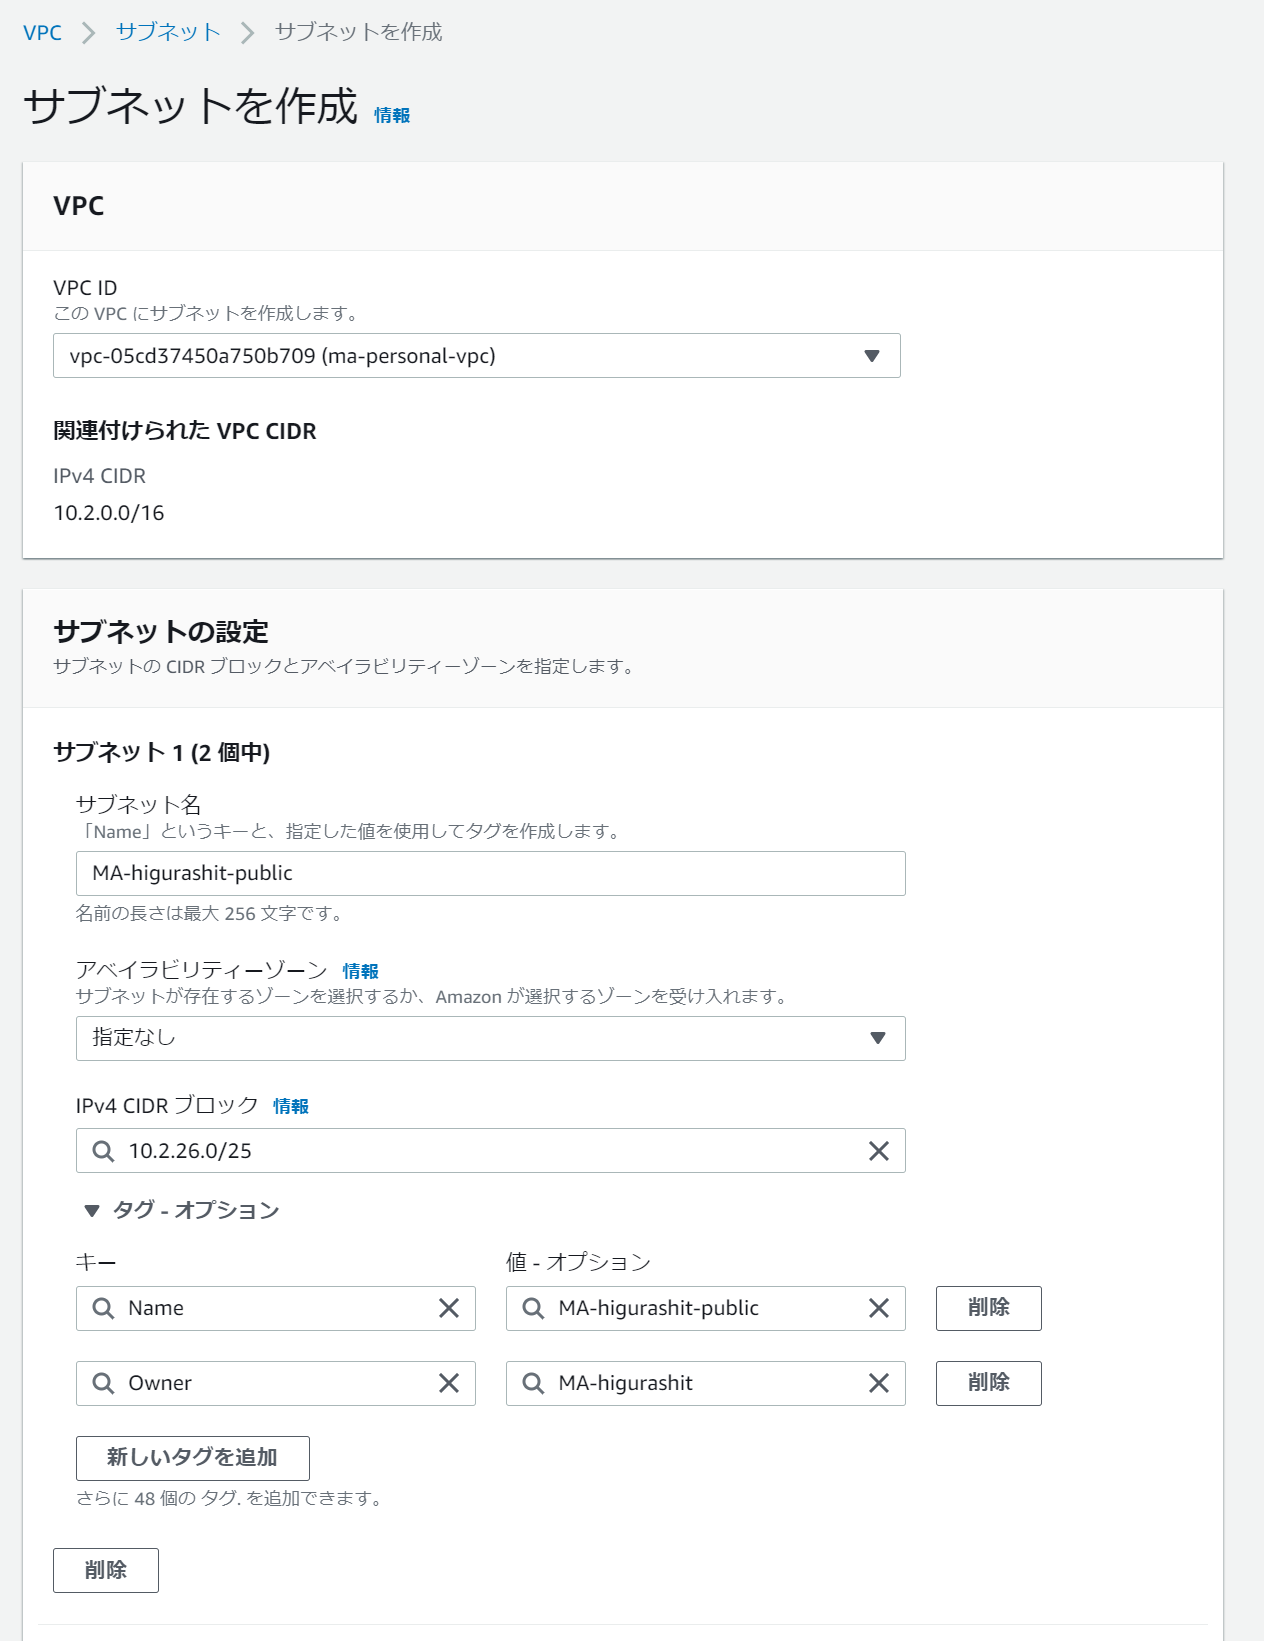 VPC > サブネット > サブネットを作成
サブネットを作成 情報
VPC
VPC ID
この VPC にサブネットを作成します。
vpc-05cd37450a750b709 (ma-personal-vpc)
関連付けられた VPC CIDR
IPv4 CIDR
10.2.0.0/16
サブネットの設定
サブネットの CIDR ブロックとアベイラビリティーゾーンを指定します。
サブネット 1 (2 個中)
サブネット名
「Name」というキーと、指定した値を使用してタグを作成します。
MA-higurashit-public
名前の長さは最大 256 文字です。
アベイラビリティーゾーン 情報
サブネットが存在するゾーンを選択するか、Amazon が選択するゾーンを受け入れます。
指定なし
IPv4 CIDR ブロック 情報
10.2.26.0/25
タグ - オプション
キー 値 - オプション
Name MA-higurashit-public 削除
Owner MA-higurashit 削除
新しいタグを追加
さらに 48 個の タグ. を追加できます。
削除